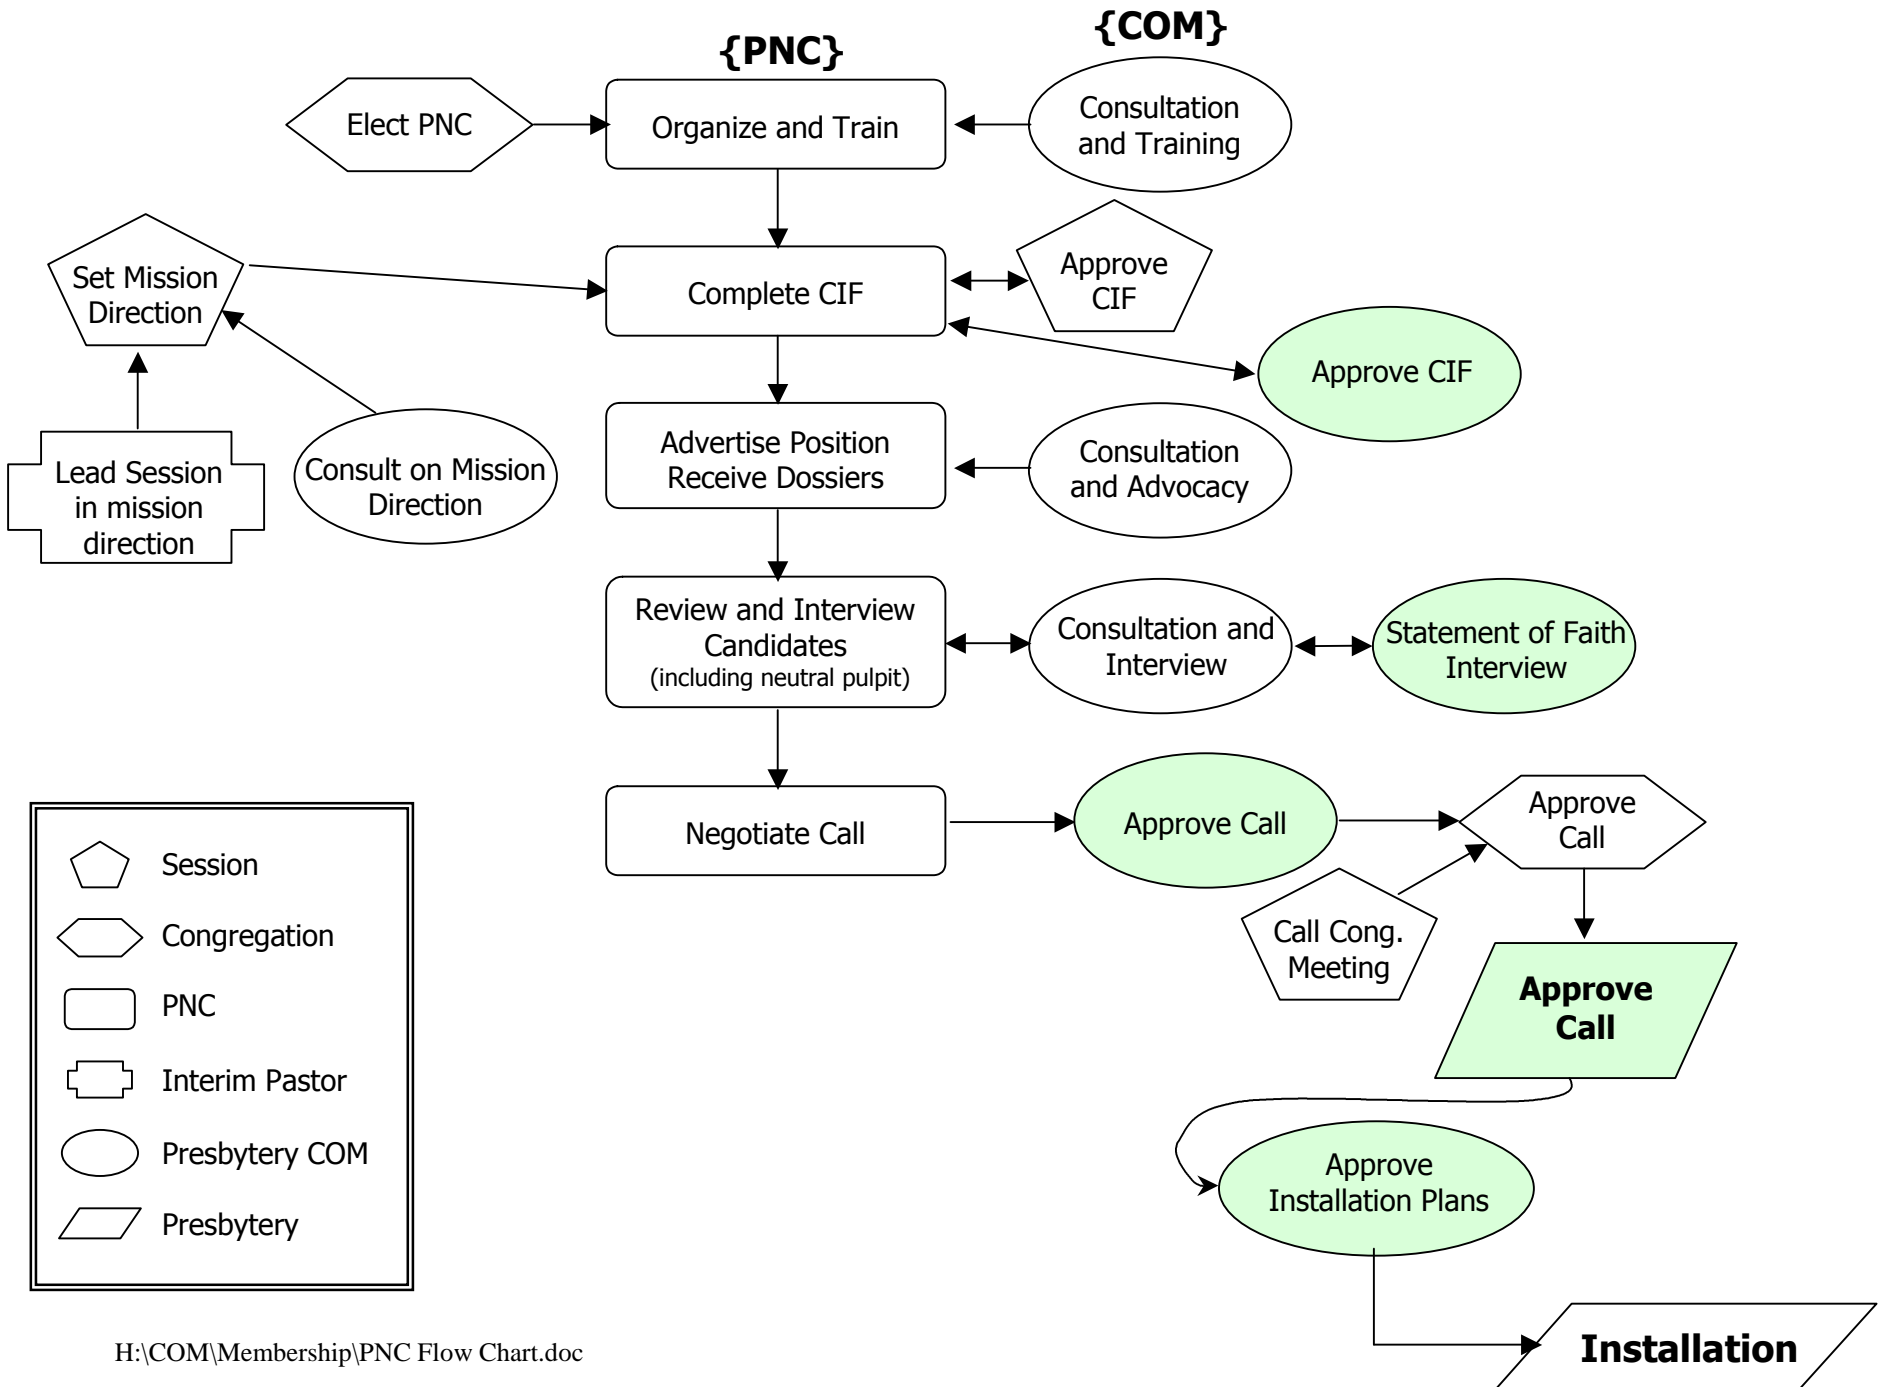 {PNC}
{COM}
Elect PNC
Organize and Train
Consultation
and Training
Set Mission
Direction
Complete CIF
Approve
CIF
Approve CIF
Lead Session
in mission
direction
Consult on Mission
Direction
Advertise Position
Receive Dossiers
Consultation
and Advocacy
Review and Interview
Candidates
(including neutral pulpit)
Consultation and
Interview
Statement of Faith
Interview
Negotiate Call
Approve Call
Approve
Call
Call Cong.
Meeting
Approve
Call
Approve
Installation Plans
Installation
Session
Congregation
PNC
Interim Pastor
Presbytery COM
Presbytery
H:\COM\Membership\PNC Flow Chart.doc